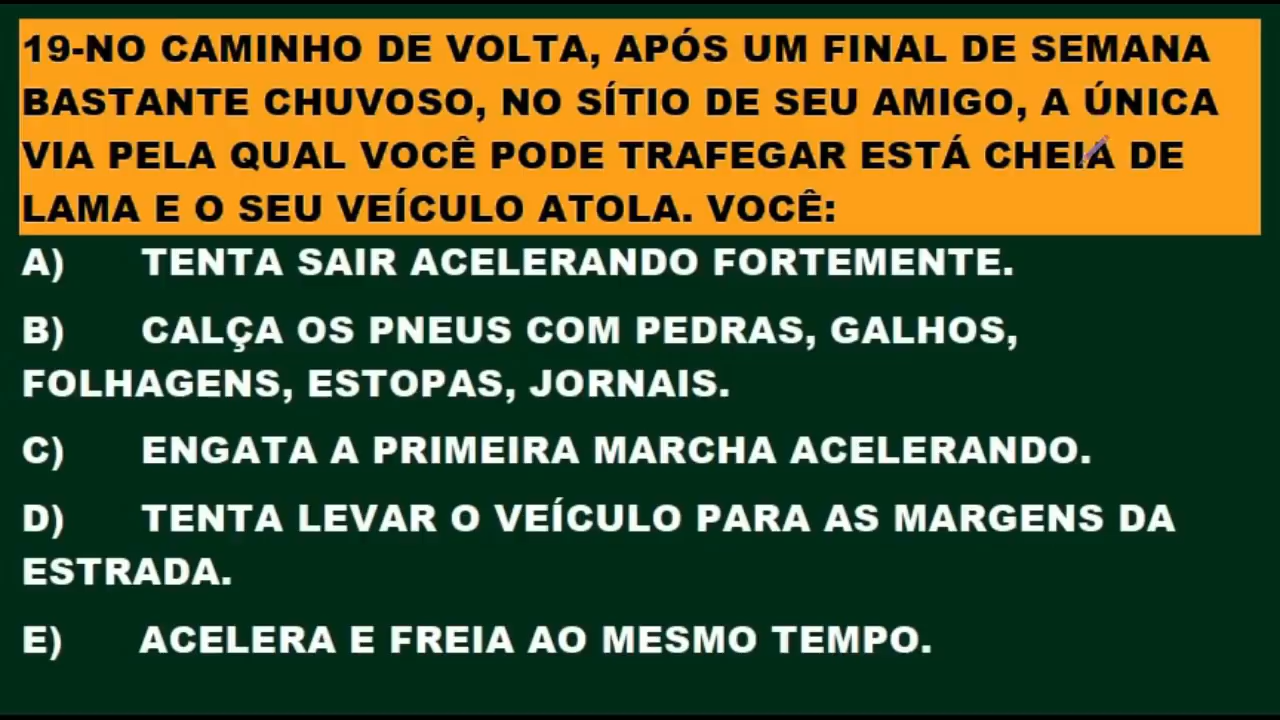 19-NO CAMINHO DE VOLTA, APÓS UM FINAL DE SEMANA
BASTANTE CHUVOSO, NO SÍTIO DE SEU AMIGO, A ÚNICA
VIA PELA QUAL VOCÊ PODE TRAFEGAR ESTÁ CHEIA DE
LAMA E O SEU VEÍCULO ATOLA. VOCÊ:
A) TENTA SAIR ACELERANDO FORTEMENTE.
B) CALÇA OS PNEUS COM PEDRAS, GALHOS,
FOLHAGENS, ESTOPAS, JORNAIS.
C) ENGATA A PRIMEIRA MARCHA ACELERANDO.
D) TENTA LEVAR O VEÍCULO PARA AS MARGENS DA
ESTRADA.
E) ACELERA E FREIA AO MESMO TEMPO.